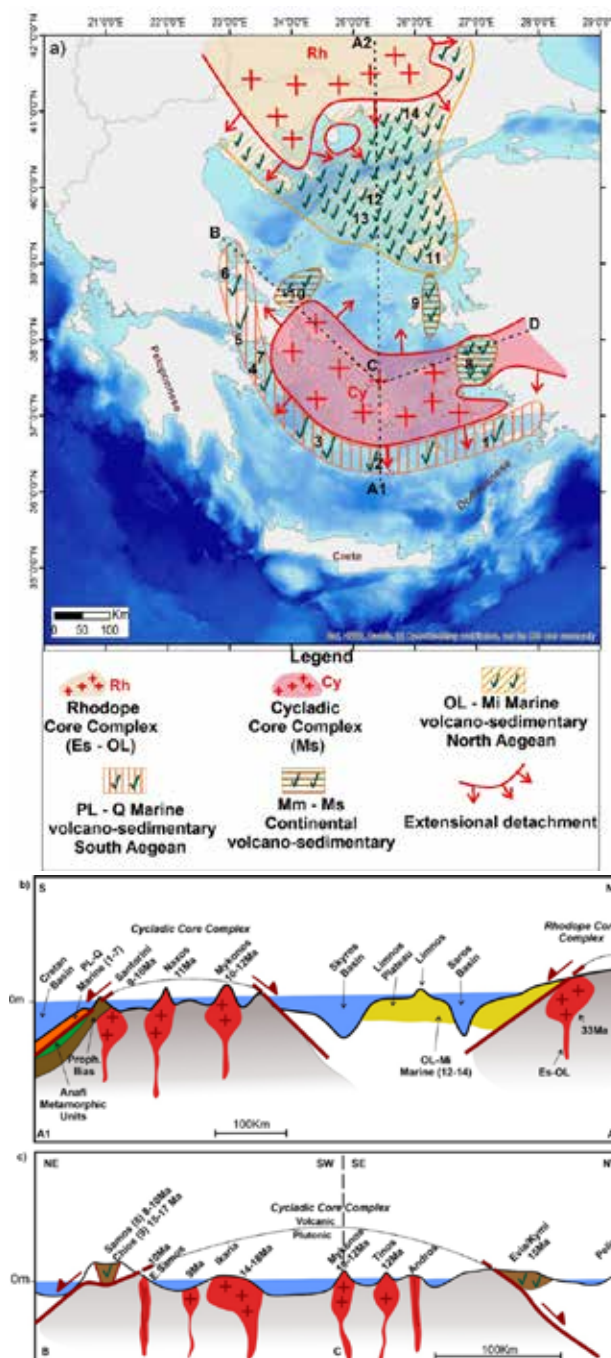 a)
21°0'0"E 22°0'0"E 23°0'0"E 24°0'0"E 25°0'0"E 26°0'0"E 27°0'0"E 28°0'0"E 29°0'0"E
42°0'0"N
41°0'0"N
40°0'0"N
39°0'0"N
38°0'0"N
37°0'0"N
36°0'0"N
35°0'0"N
A2
Rh
14
12
13
11
B
6
10
9
D
5
7
4
C
8
Cy
3
2
1
A1
Peloponnese
Dodecanese
Crete
Km
0 50 100
Legend
Rh
Rhodope
Core Complex
(Es - OL)
Cy
Cycladic
Core Complex
(Ms)
OL - Mi Marine
volcano-sedimentary
North Aegean
PL - Q Marine
volcano-sedimentary
South Aegean
Mm - Ms
Continental
volcano-sedimentary
Extensional detachment
b)
S
N
Cycladic Core Complex
Rhodope Cor
Complex
Cretan
Basin
PL-Q
Marine (1-7)
Santorini
8-10Ma
Naxos
11Ma
Mykonos
10-12Ma
Skyros
Basin
Limnos
Plateau
Limnos
Saros
Basin
0m
Proph.
Ilias
Anafi
Metamorphic
Units
OL-Mi
Marine (12-14)
33Ma
Es-OL
100Km
A1
A
c)
NE
SW
SE
N
Cycladic Core Complex
Volcanic
Plutonic
Samos (8) 8-10Ma
Chios (9) 15-17 Ma
10Ma
E.Samos
9Ma
Ikaria
14-18Ma
Mykonos
10-12Ma
Tinos
12Ma
Andros
Evia/Kymi
15Ma
0m
B
C
100Km